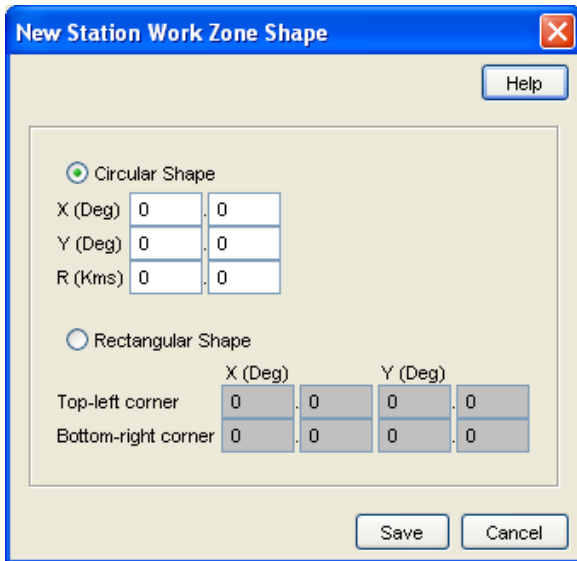 New Station Work Zone Shape
Help
Circular Shape
X (Deg) 0 . 0
Y (Deg) 0 . 0
R (Kms) 0 . 0
Rectangular Shape
X (Deg) Y (Deg)
Top-left corner 0 . 0 0 . 0
Bottom-right corner 0 . 0 0 . 0
Save Cancel